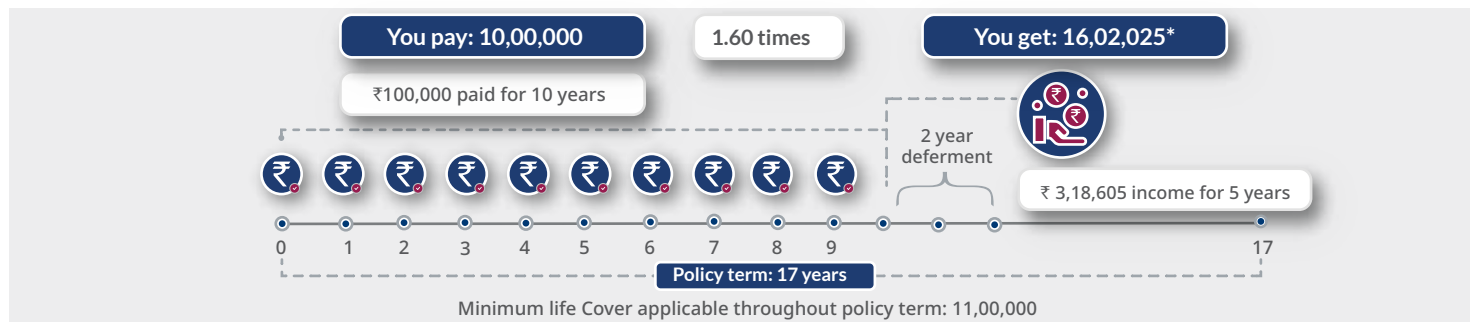 You pay: 10,00,000
1.60 times
You get: 16,02,025*
₹100,000 paid for 10 years
2 year
deferment
₹ 3,18,605 income for 5 years
0 1 2 3 4 5 6 7 8 9 17
Policy term: 17 years
Minimum life Cover applicable throughout policy term: 11,00,000